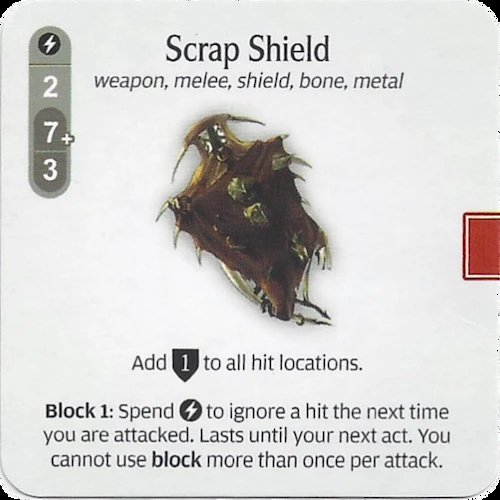 Scrap Shield
weapon, melee, shield, bone, metal
2
7+
3
Add 1 to all hit locations.
Block 1: Spend to ignore a hit the next time
you are attacked. Lasts until your next act. You
cannot use block more than once per attack.